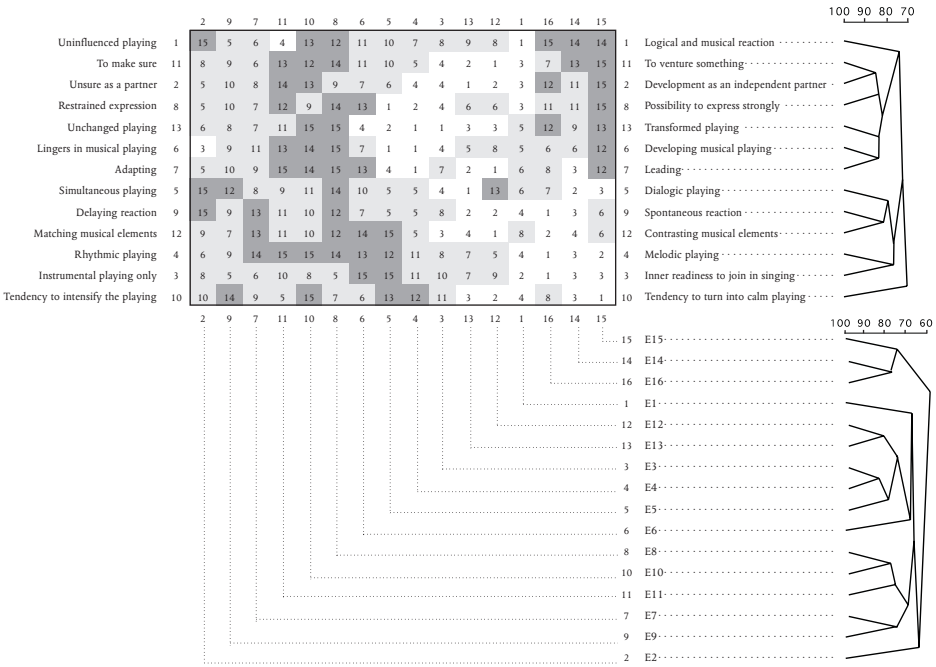 100 90 80 70
2 9 7 11 10 8 6 5 4 3 13 12 1 16 14 15
Uninfluenced playing 1 15 5 6 4 13 12 11 10 7 8 9 8 1 15 14 14 1 Logical and musical reaction
To make sure 11 8 9 6 13 12 14 11 10 5 4 2 1 3 7 13 15 11 To venture something
Unsure as a partner 2 5 10 8 14 13 9 7 6 4 4 1 2 3 12 11 15 2 Development as an independent partner
Restrained expression 8 5 10 7 12 9 14 13 1 2 4 6 6 3 11 11 15 8 Possibility to express strongly
Unchanged playing 13 6 8 7 11 15 15 4 2 1 1 3 3 5 12 9 13 13 Transformed playing
Lingers in musical playing 6 3 9 11 13 14 15 7 1 1 4 5 8 5 6 6 12 6 Developing musical playing
Adapting 7 5 10 9 15 14 15 13 4 1 7 2 1 6 8 3 12 7 Leading
Simultaneous playing 5 15 12 8 9 11 14 10 5 5 4 1 13 6 7 2 3 5 Dialogic playing
Delaying reaction 9 15 9 13 11 10 12 7 5 5 8 2 2 4 1 3 6 9 Spontaneous reaction
Matching musical elements 12 9 7 13 11 10 12 14 15 5 3 4 1 8 2 4 6 12 Contrasting musical elements
Rhythmic playing 4 6 9 14 15 15 14 13 12 11 8 7 5 4 1 3 2 4 Melodic playing
Instrumental playing only 3 8 5 6 10 8 5 15 15 11 10 7 9 2 1 3 3 3 Inner readiness to join in singing
Tendency to intensify the playing 10 10 14 9 5 15 7 6 13 12 11 3 2 4 8 3 1 10 Tendency to turn into calm playing
2 9 7 11 10 8 6 5 4 3 13 12 1 16 14 15
100 90 80 70 60
15 E15
14 E14
16 E16
1 E1
12 E12
13 E13
3 E3
4 E4
5 E5
6 E6
8 E8
10 E10
11 E11
7 E7
9 E9
2 E2